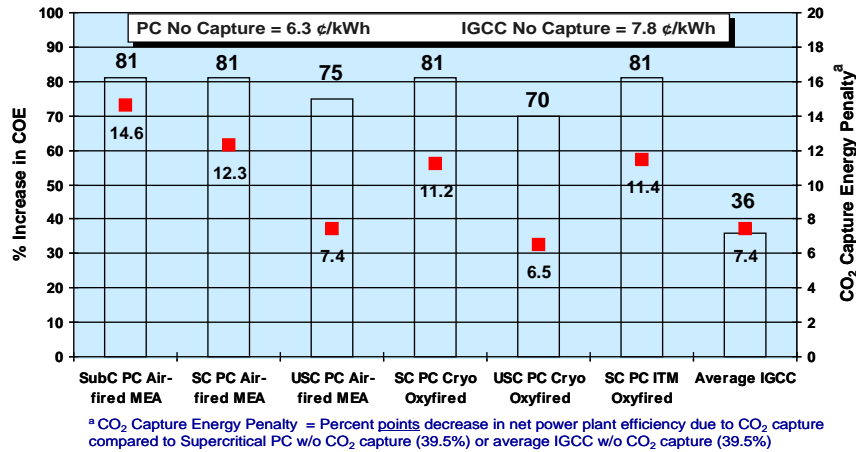 PC No Capture = 6.3 ¢/kWh IGCC No Capture = 7.8 ¢/kWh
% Increase in COE
100
90
80
70
60
50
40
30
20
10
0
81
81
75
81
70
81
36
14.6
12.3
7.4
11.2
6.5
11.4
7.4
20
18
16
14
12
10
8
6
4
2
0
CO₂ Capture Energy Penaltyᵃ
SubC PC Air-
fired MEA
SC PC Air-
fired MEA
USC PC Air-
fired MEA
SC PC Cryo
Oxyfired
USC PC Cryo
Oxyfired
SC PC ITM
Oxyfired
Average IGCC
ᵃ CO₂ Capture Energy Penalty = Percent points decrease in net power plant efficiency due to CO₂ capture
compared to Supercritical PC w/o CO₂ capture (39.5%) or average IGCC w/o CO₂ capture (39.5%)